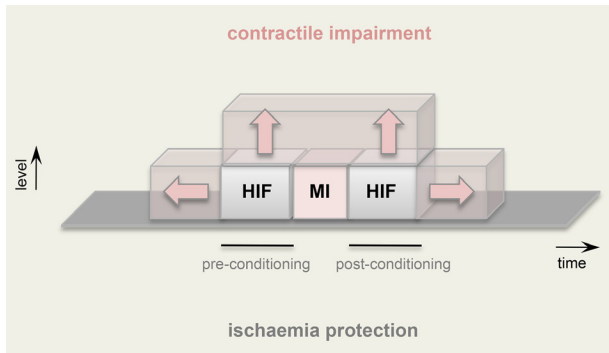 contractile impairment
level
HIF MI HIF
pre-conditioning post-conditioning
time
ischaemia protection